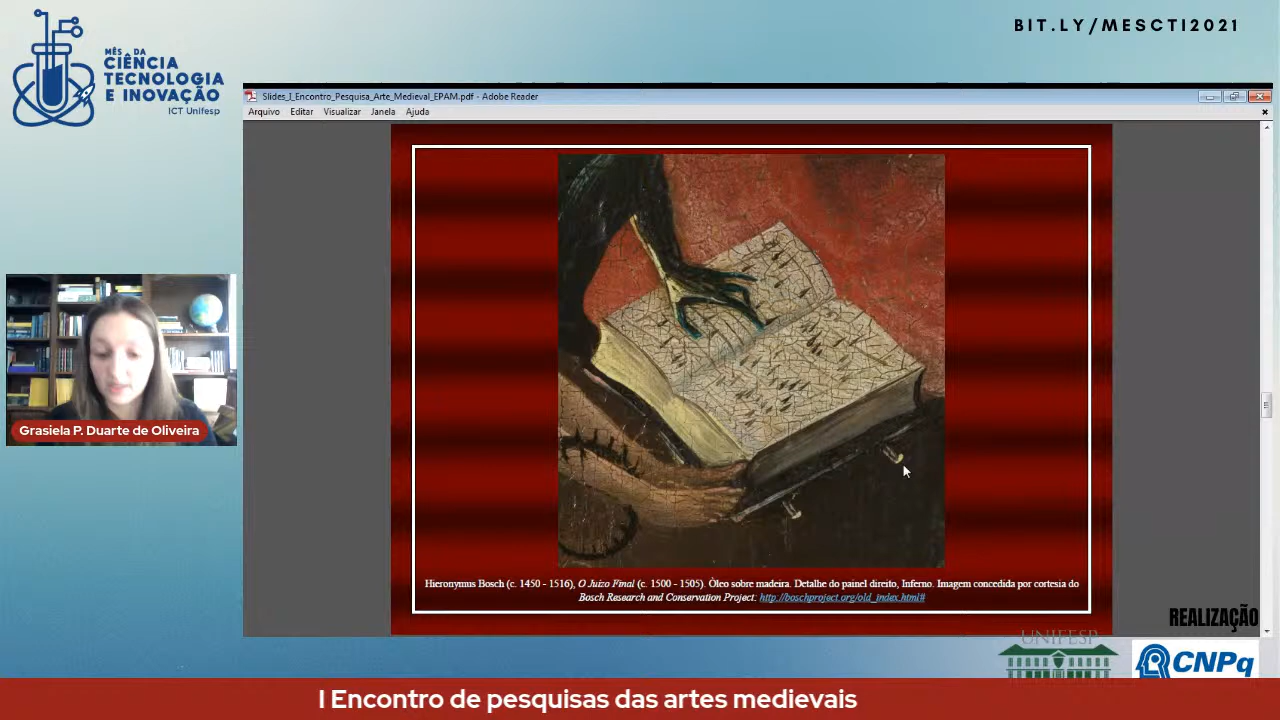 BIT.LY/MESCTI2021
MÊS DA
CIÊNCIA
TECNOLOGIA
E INOVAÇÃO
ICT Unifesp
Slides_I_Encontro_Pesquisa_Arte_Medieval_EPAM.pdf - Adobe Reader
Arquivo Editar Visualizar Janela Ajuda
Grasiela P. Duarte de Oliveira
Hieronymus Bosch (c. 1450 - 1516), O Juízo Final (c. 1500 - 1505). Óleo sobre madeira. Detalhe do painel direito, Inferno. Imagem concedida por cortesia do
Bosch Research and Conservation Project: http://boschproject.org/old_index.html#
REALIZAÇÃO
UNIFESP
CNPq
I Encontro de pesquisas das artes medievais